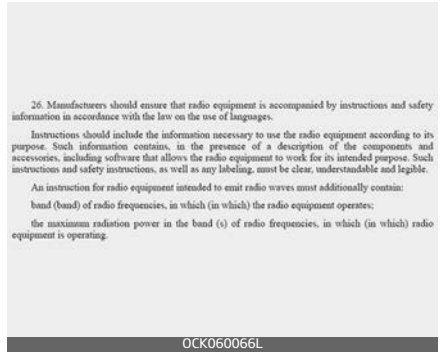 26. Manufacturers should ensure that radio equipment is accompanied by instructions and safety
information in accordance with the law on the use of languages.
Instructions should include the information necessary to use the radio equipment according to its
purpose. Such information contains, in the presence of a description of the components and
accessories, including software that allows the radio equipment to work for its intended purpose. Such
instructions and safety instructions, as well as any labeling, must be clear, understandable and legible.
An instruction for radio equipment intended to emit radio waves must additionally contain:
band (band) of radio frequencies, in which (in which) the radio equipment operates;
the maximum radiation power in the band (s) of radio frequencies, in which (in which) radio
equipment is operating.
OCK060066L